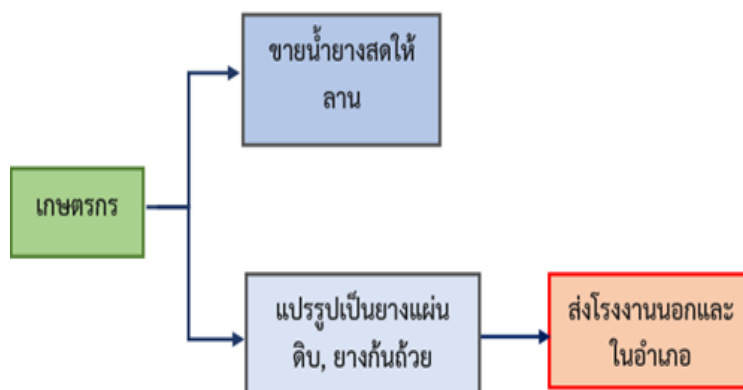 ขายน้ำยางสดให้
ลาน
เกษตรกร
แปรรูปเป็นยางแผ่น
ดิบ, ยางก้นถ้วย
ส่งโรงงานนอกและ
ในอำเภอ